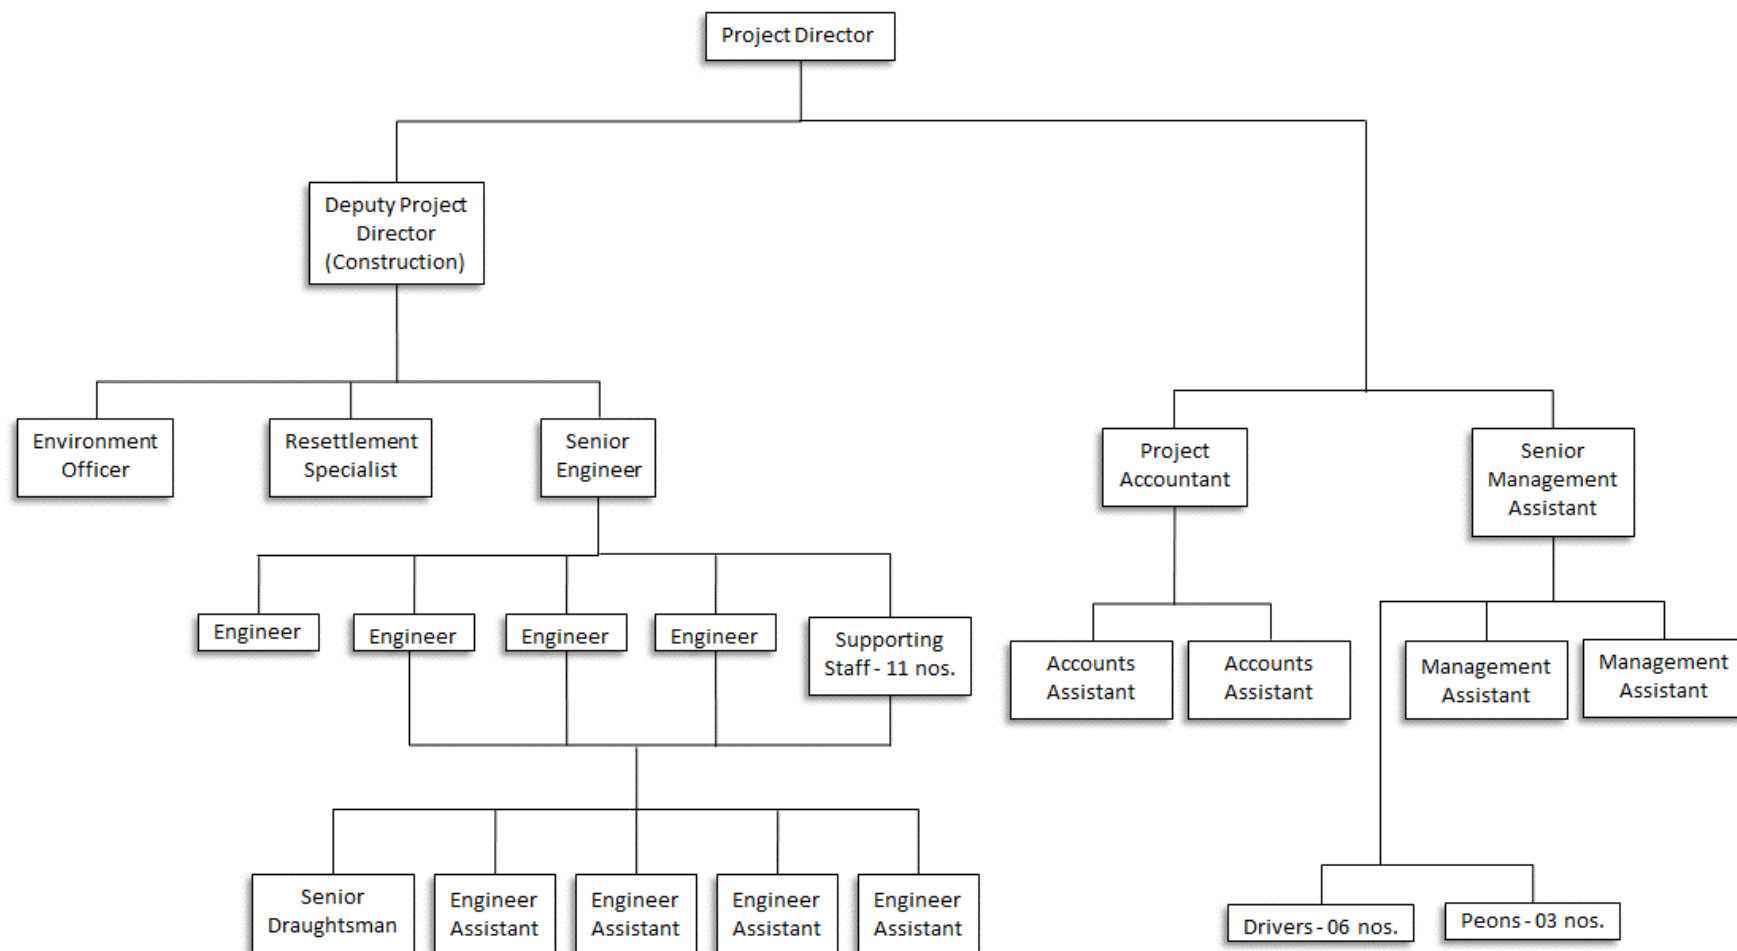 Project Director
Deputy Project
Director
(Construction)
Environment
Officer
Resettlement
Specialist
Senior
Engineer
Project
Accountant
Senior
Management
Assistant
Engineer
Engineer
Engineer
Engineer
Supporting
Staff - 11 nos.
Accounts
Assistant
Accounts
Assistant
Management
Assistant
Management
Assistant
Senior
Draughtsman
Engineer
Assistant
Engineer
Assistant
Engineer
Assistant
Engineer
Assistant
Drivers - 06 nos.
Peons - 03 nos.